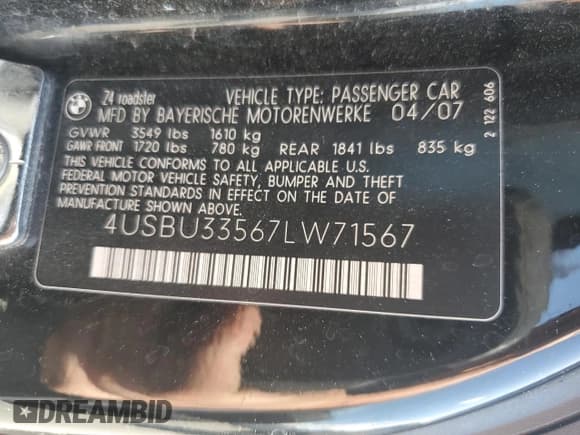 BMW
Z4 roadster VEHICLE TYPE: PASSENGER CAR
MFD BY BAYERISCHE MOTORENWERKE 04/07
GVWR 3549 lbs 1610 kg
GAWR FRONT 1720 lbs 780 kg REAR 1841 lbs 835 kg
THIS VEHICLE CONFORMS TO ALL APPLICABLE U.S.
FEDERAL MOTOR VEHICLE SAFETY, BUMPER AND THEFT
PREVENTION STANDARDS IN EFFECT ON THE DATE OF
MANUFACTURE SHOWN ABOVE:
4USBU33567LW71567
2 122 606
DREAMBID